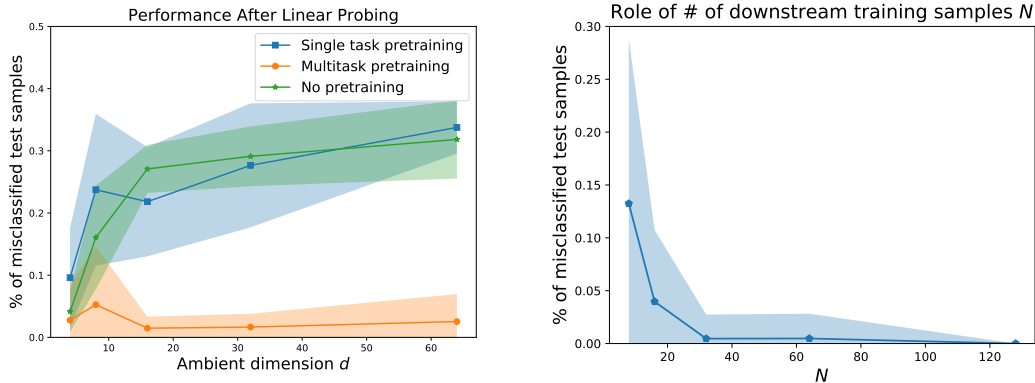 Performance After Linear Probing
% of misclassified test samples
0.5
0.4
0.3
0.2
0.1
0.0
Single task pretraining
Multitask pretraining
No pretraining
10 20 30 40 50 60
Ambient dimension d
Role of # of downstream training samples N
% of misclassified test samples
0.30
0.25
0.20
0.15
0.10
0.05
0.00
20 40 60 80 100 120
N